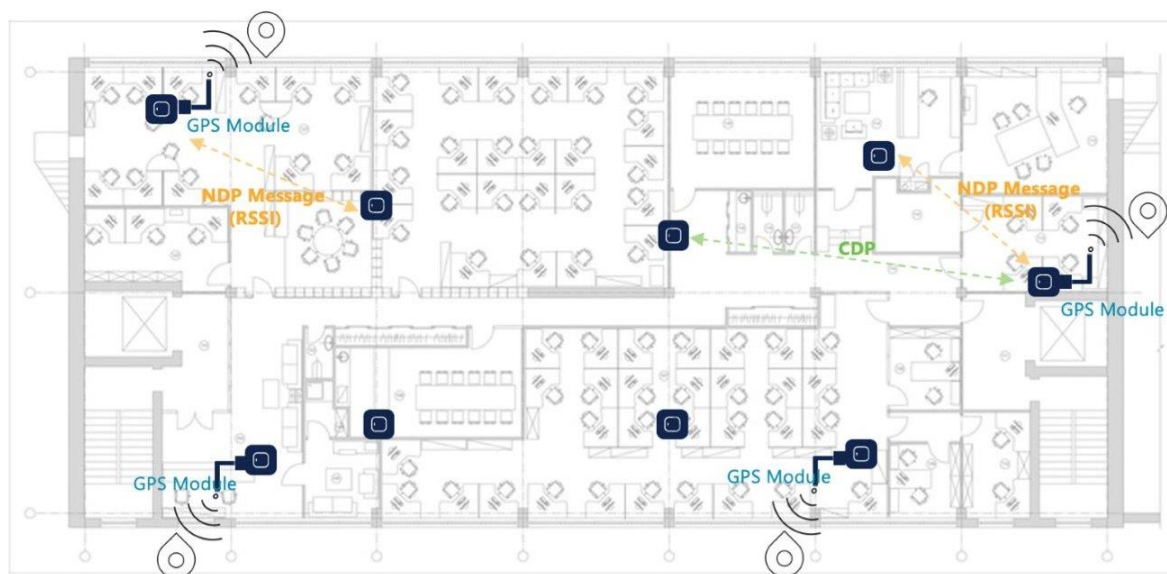 GPS Module
NDP Message
(RSSI)
NDP Message
(RSSI)
CDP
GPS Module
GPS Module
GPS Module